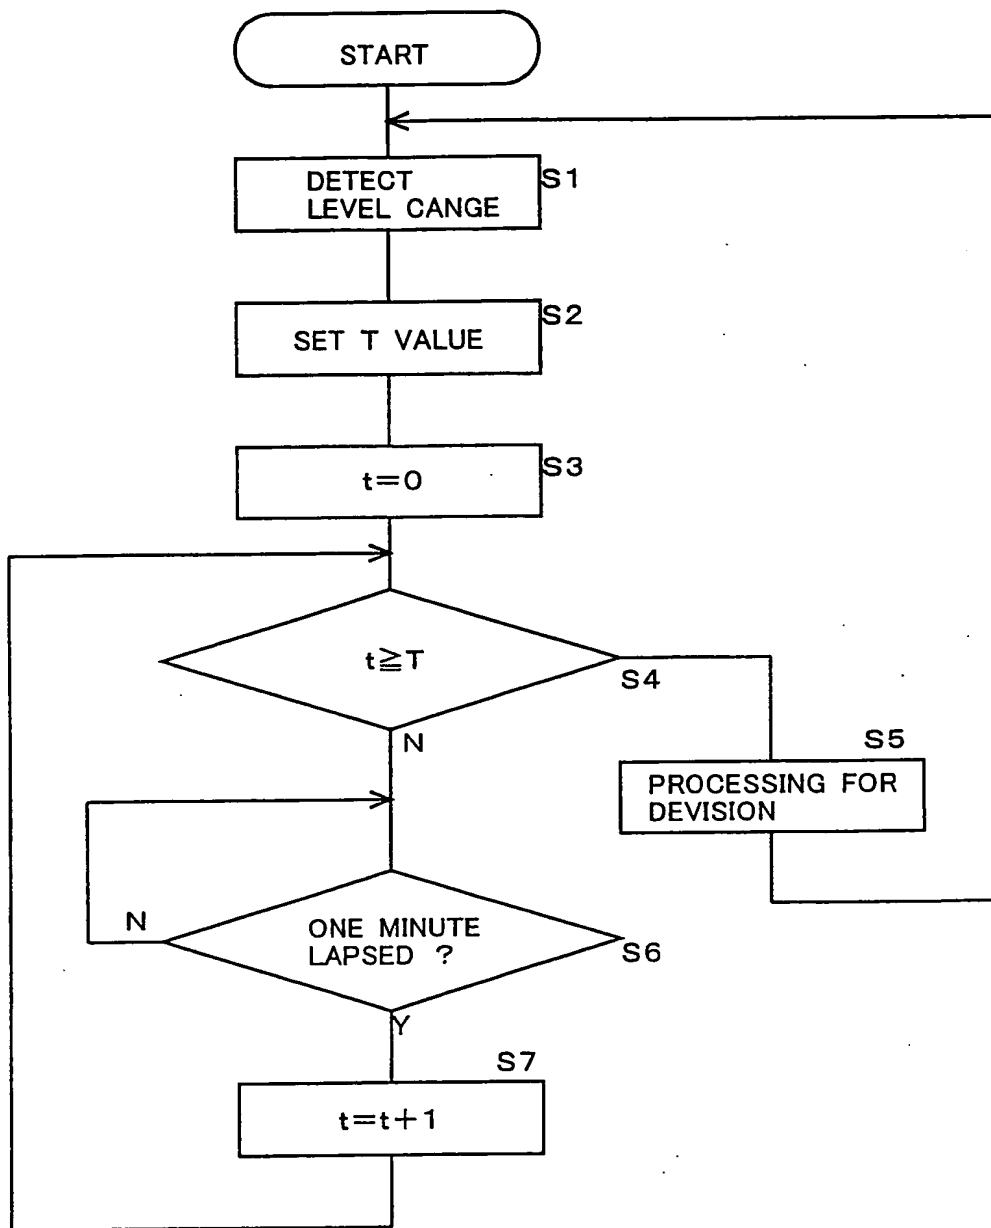 START
DETECT
LEVEL CANGE
S1
SET T VALUE
S2
t=0
S3
t≧T
S4
N
S5
PROCESSING FOR
DEVISION
N
ONE MINUTE
LAPSED ?
S6
Y
S7
t=t+1